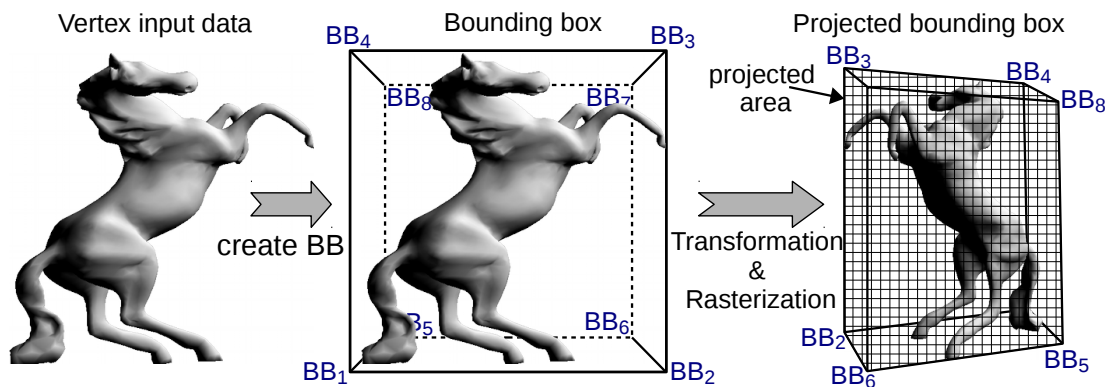 Vertex input data
Bounding box
Projected bounding box
BB4
BB3
BB8
BB7
BB5
BB6
BB1
BB2
create BB
Transformation
&
Rasterization
projected
area
BB3
BB4
BB8
BB2
BB6
BB5